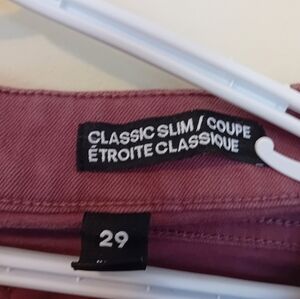 CLASSIC SLIM / COUPE
ÉTROITE CLASSIQUE
29